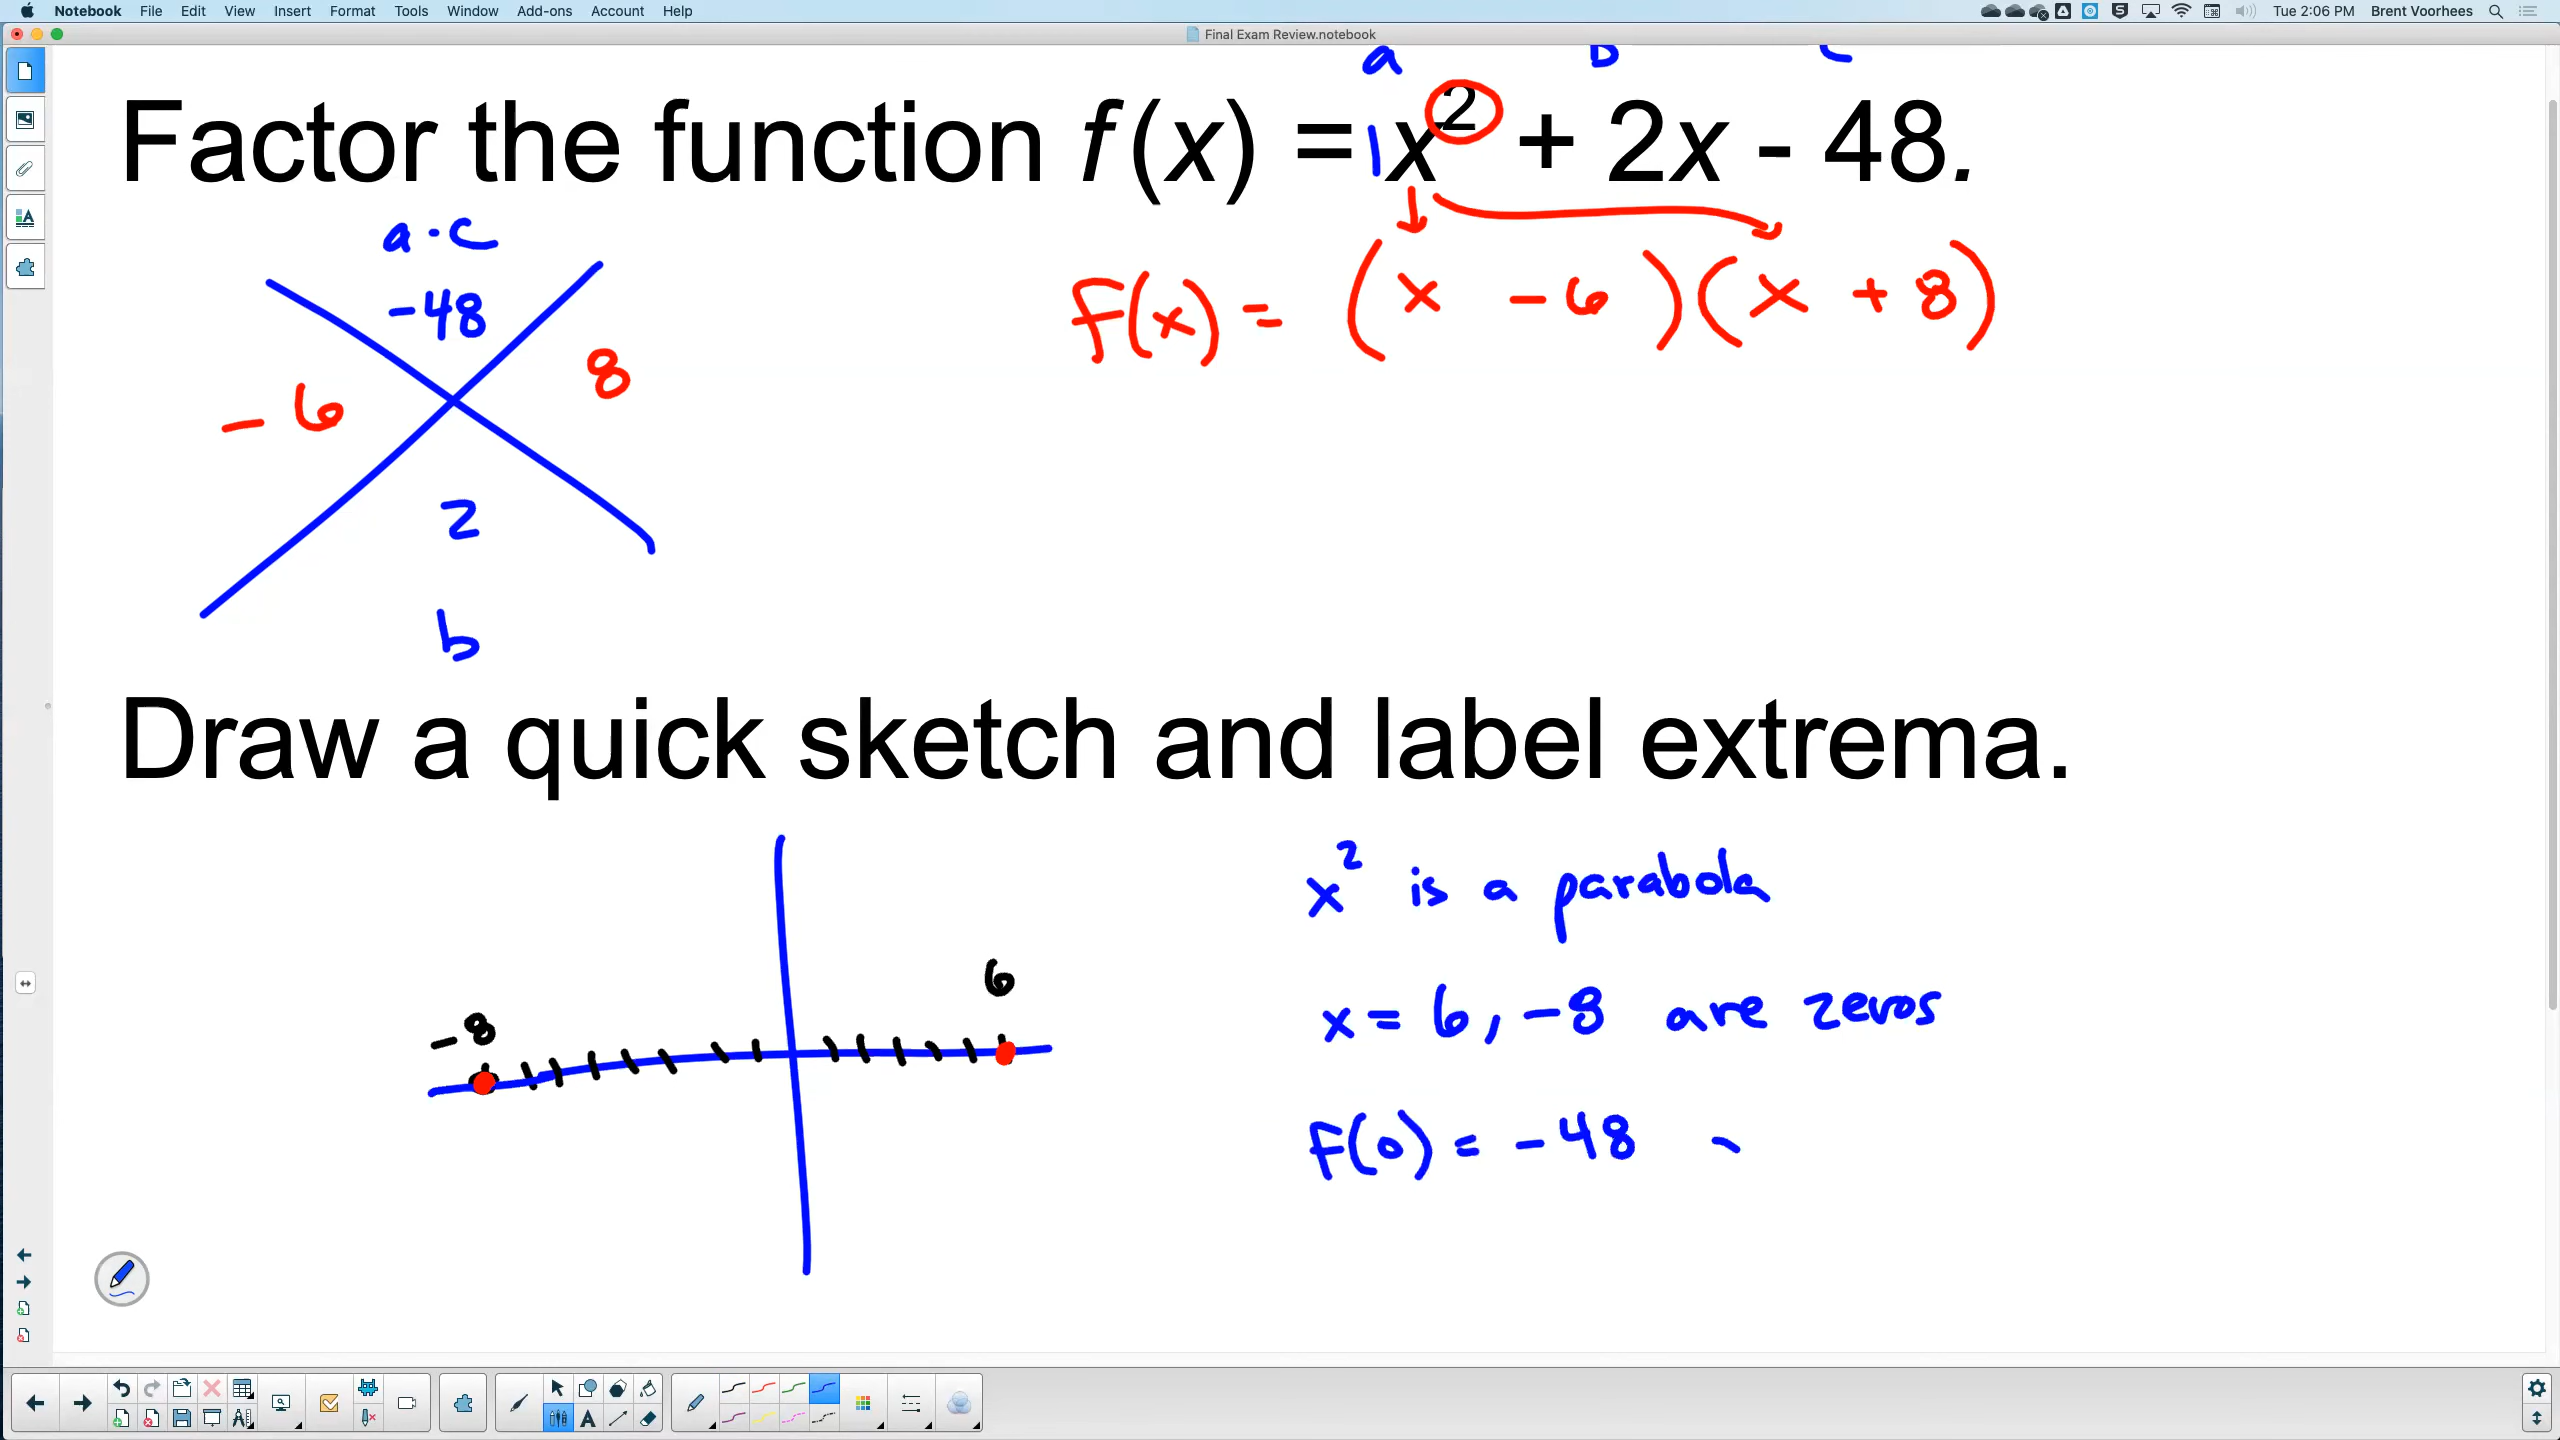 Notebook File Edit View Insert Format Tools Window Add-ons Account Help Tue 2:06 PM Brent Voorhees
Final Exam Review.notebook
a b c
Factor the function f(x) = 1x² + 2x - 48.
a · c
-48
-6 8
2
b
f(x) = (x - 6)(x + 8)
Draw a quick sketch and label extrema.
-8 6
x² is a parabola
x = 6, -8 are zeros
f(0) = -48